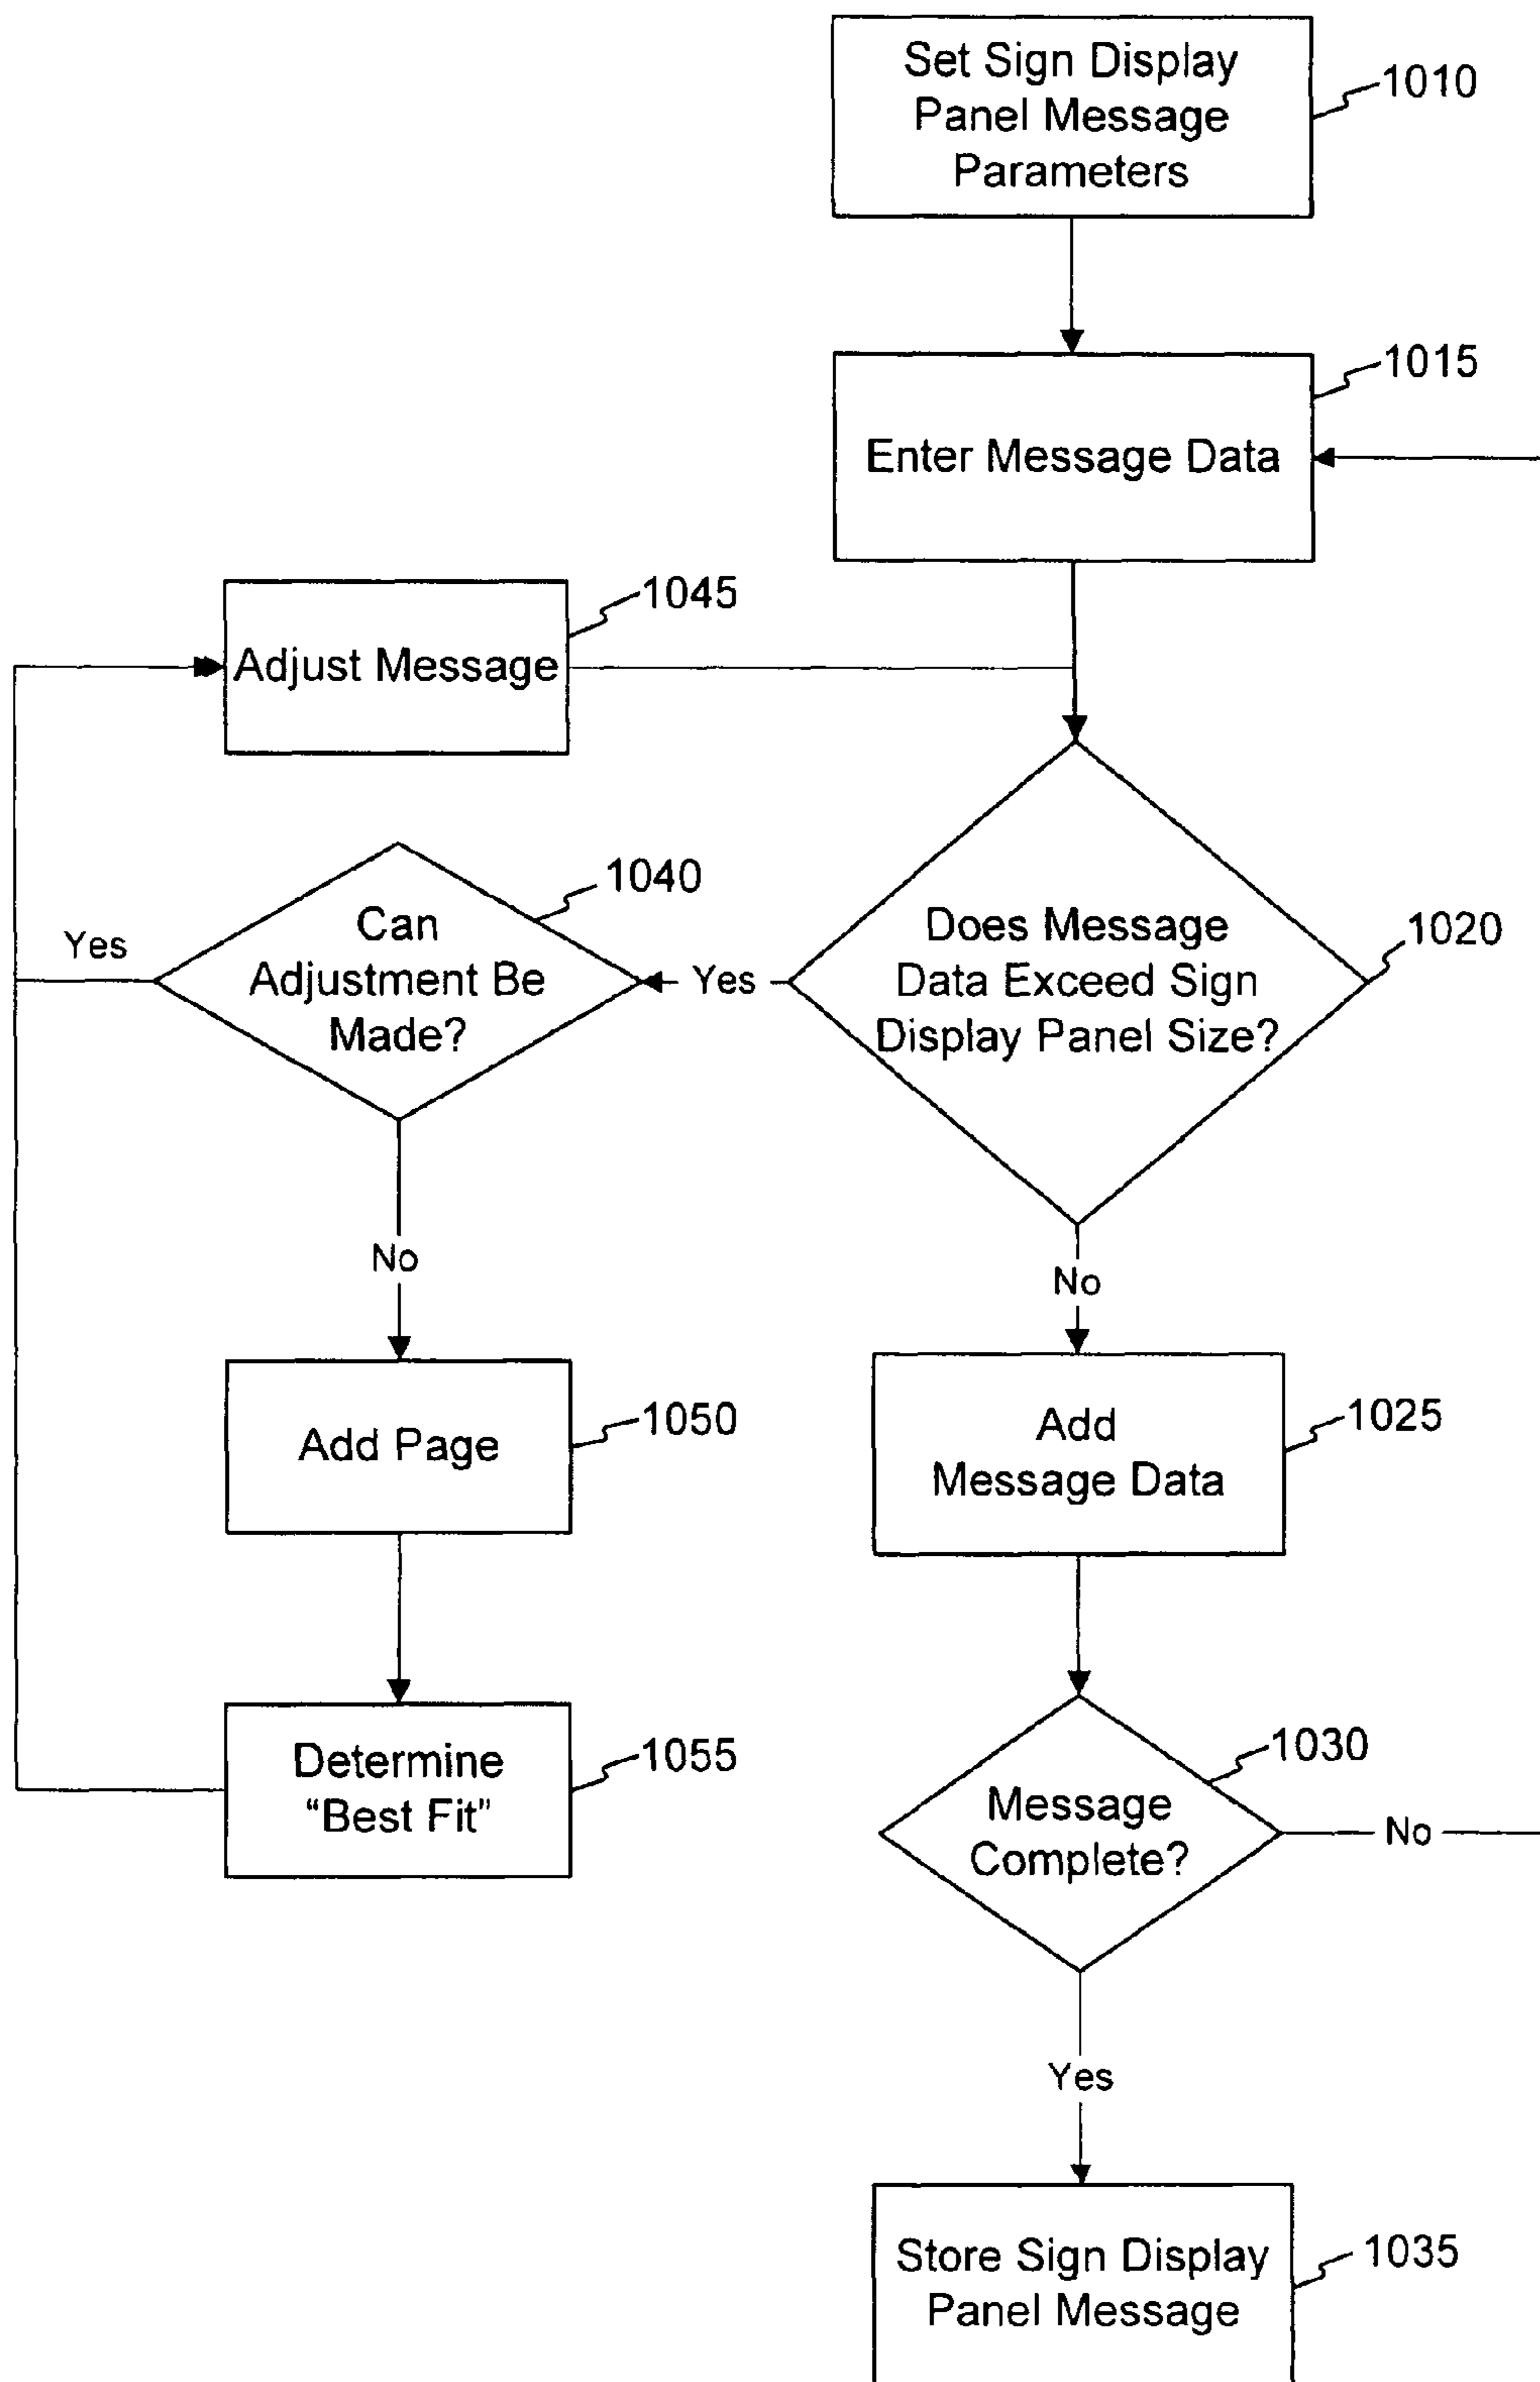 Set Sign Display
Panel Message
Parameters
1010
Enter Message Data
1015
Adjust Message
1045
Can
Adjustment Be
Made?
1040
Yes
Yes
Does Message
Data Exceed Sign
Display Panel Size?
1020
No
No
Add Page
1050
Add
Message Data
1025
Determine
“Best Fit”
1055
Message
Complete?
1030
No
Yes
Store Sign Display
Panel Message
1035